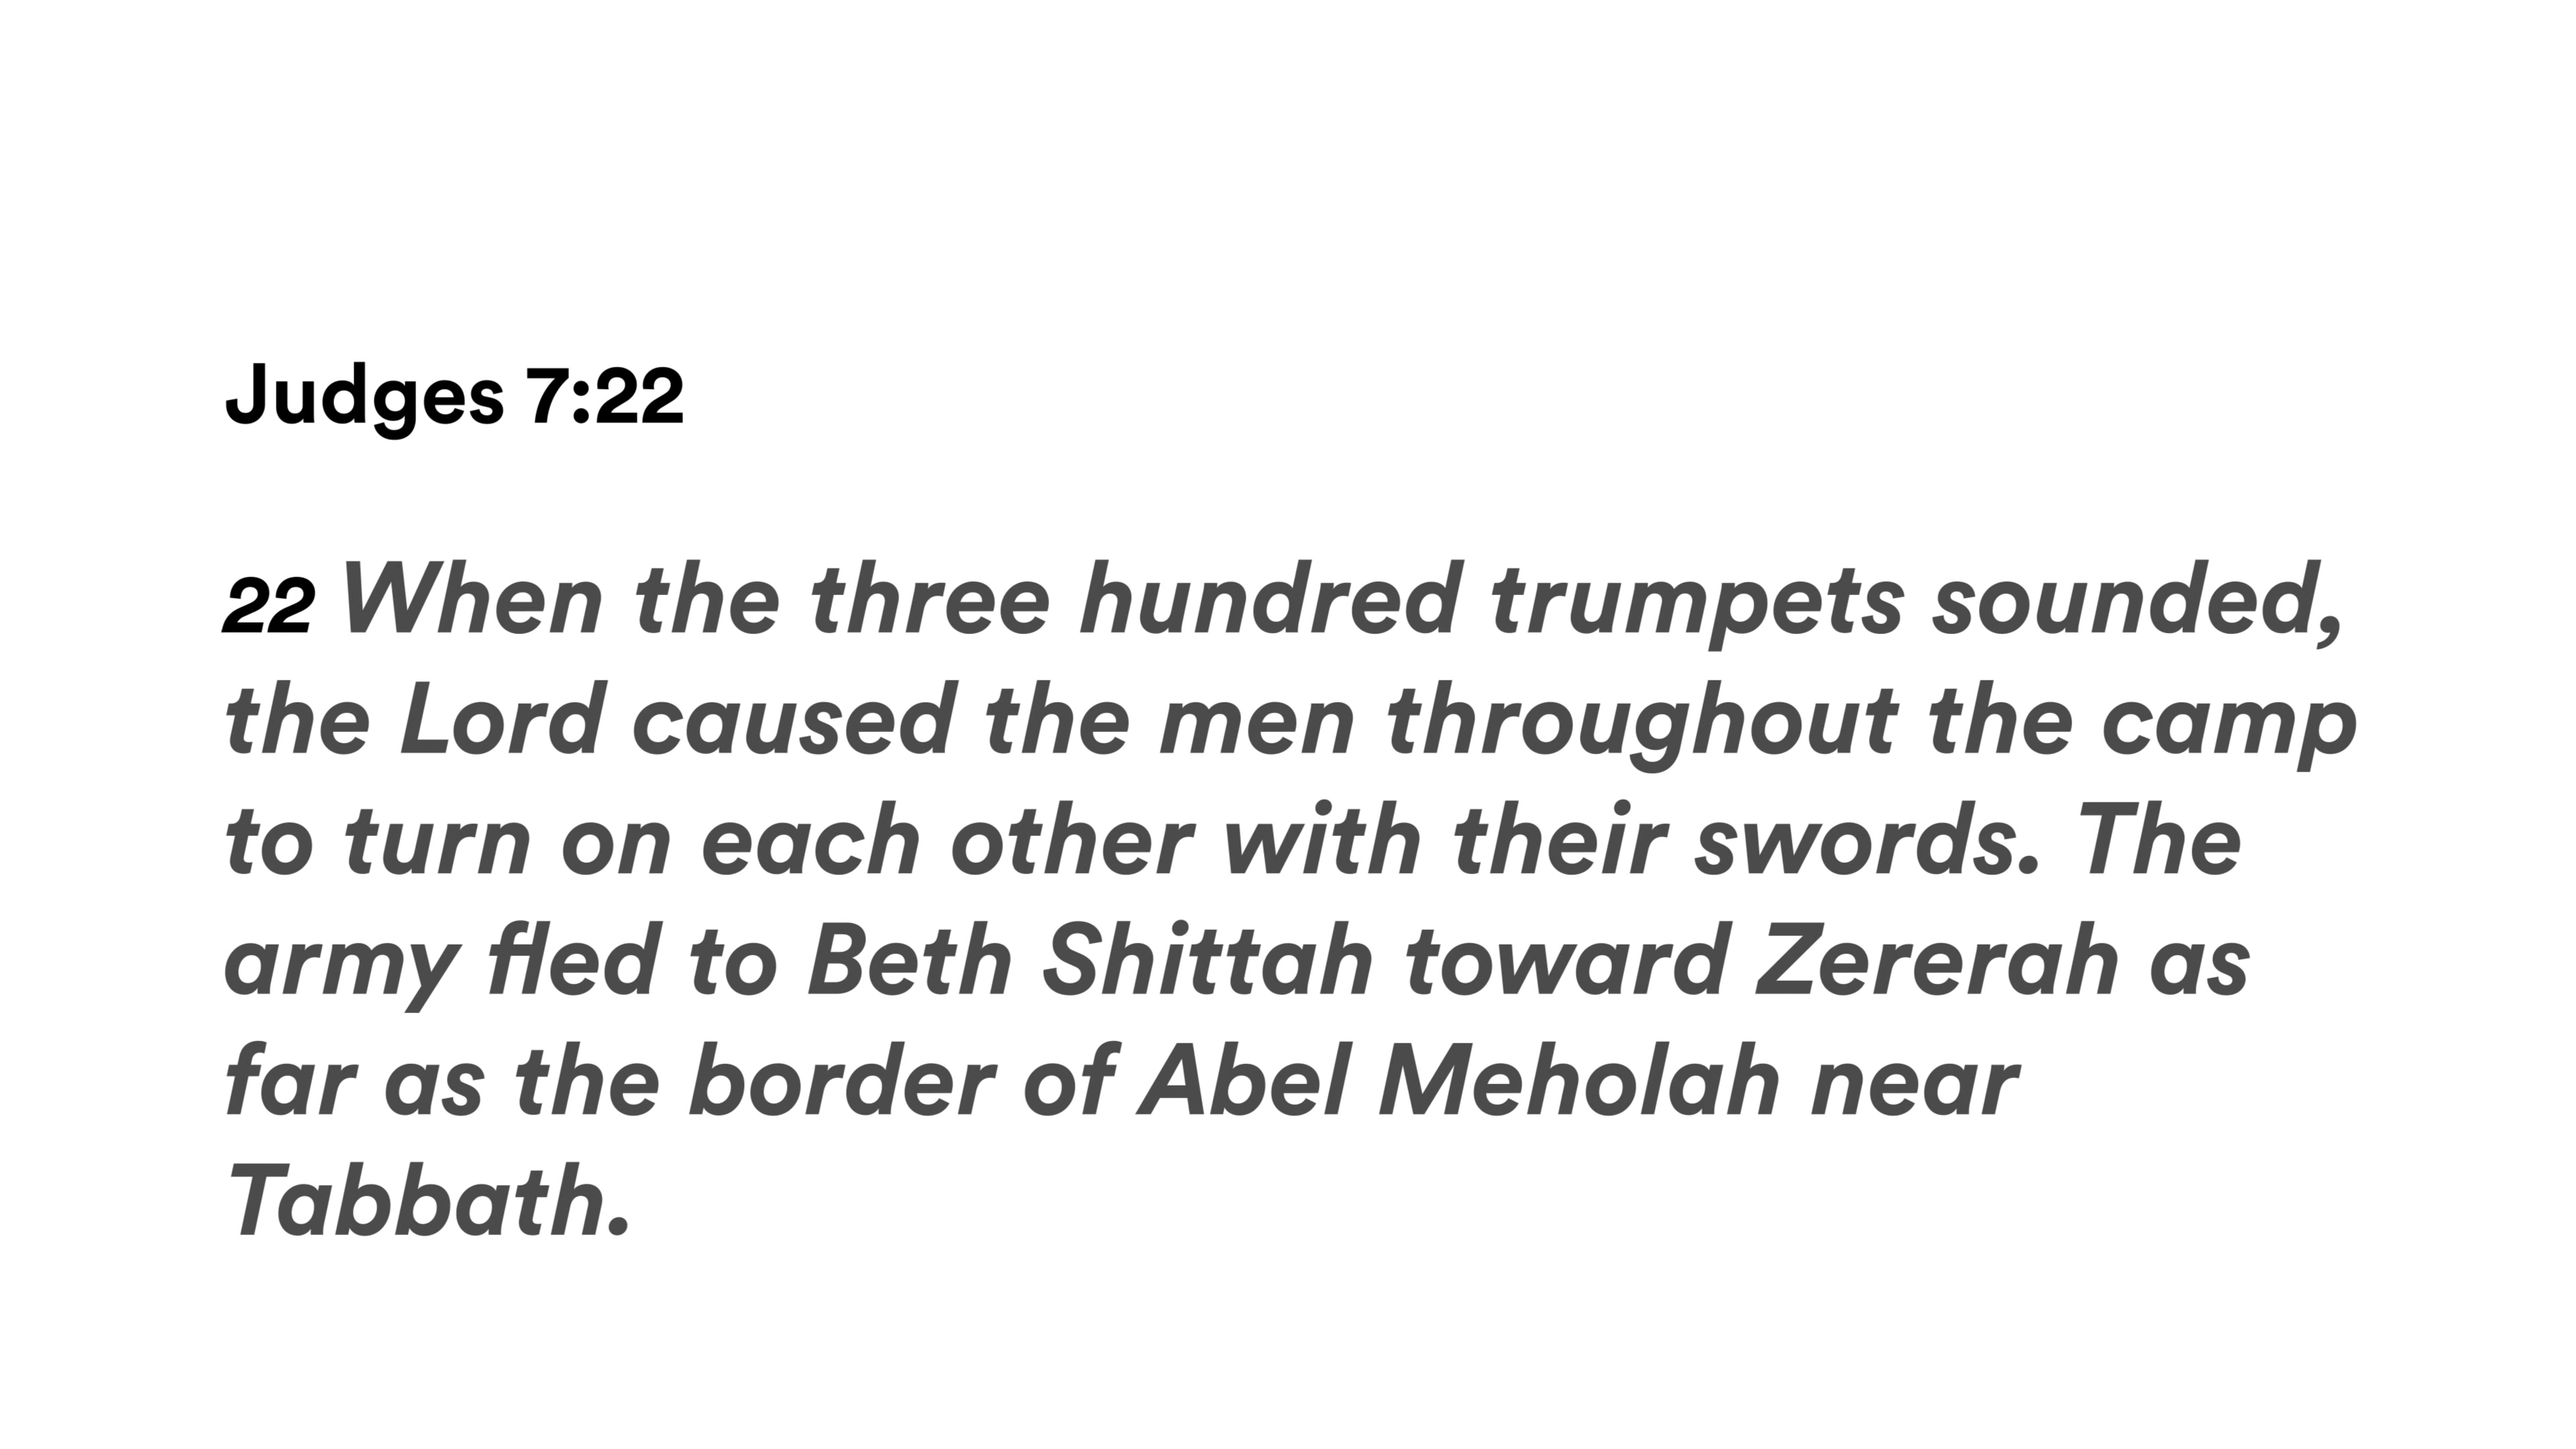 Judges 7:22
22 When the three hundred trumpets sounded,
the Lord caused the men throughout the camp
to turn on each other with their swords. The
army fled to Beth Shittah toward Zererah as
far as the border of Abel Meholah near
Tabbath.